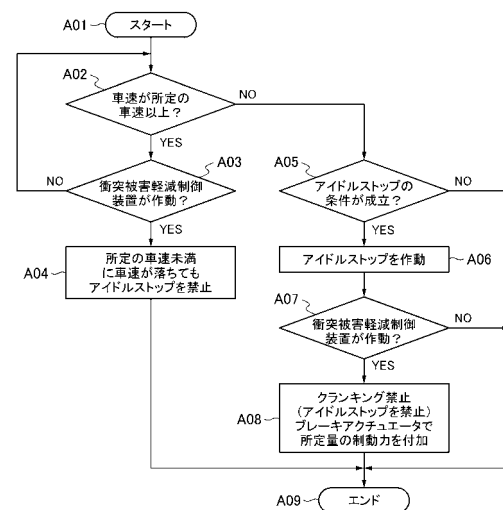 A01
スタート
A02
車速が所定の
車速以上?
NO
YES
A03
衝突被害軽減制御
装置が作動?
NO
YES
A04
所定の車速未満
に車速が落ちても
アイドルストップを禁止
A05
アイドルストップの
条件が成立?
NO
YES
アイドルストップを作動
A06
A07
衝突被害軽減制御
装置が作動?
NO
YES
A08
クランキング禁止
(アイドルストップを禁止)
ブレーキアクチュエータで
所定量の制動力を付加
A09
エンド